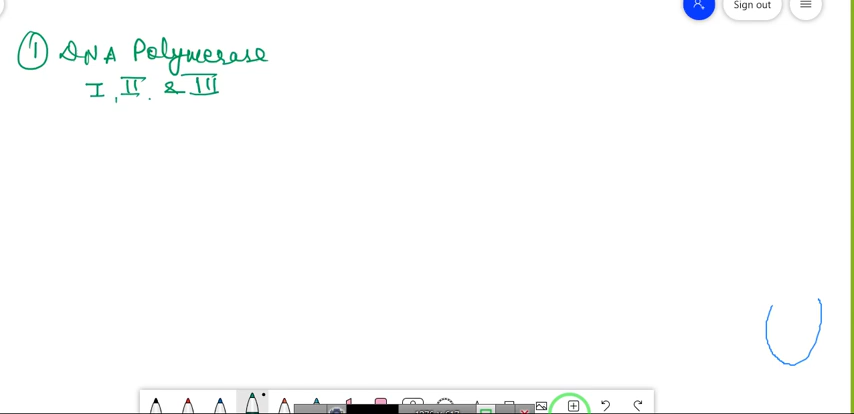 Sign out
① DNA Polymerase
I, II. & III